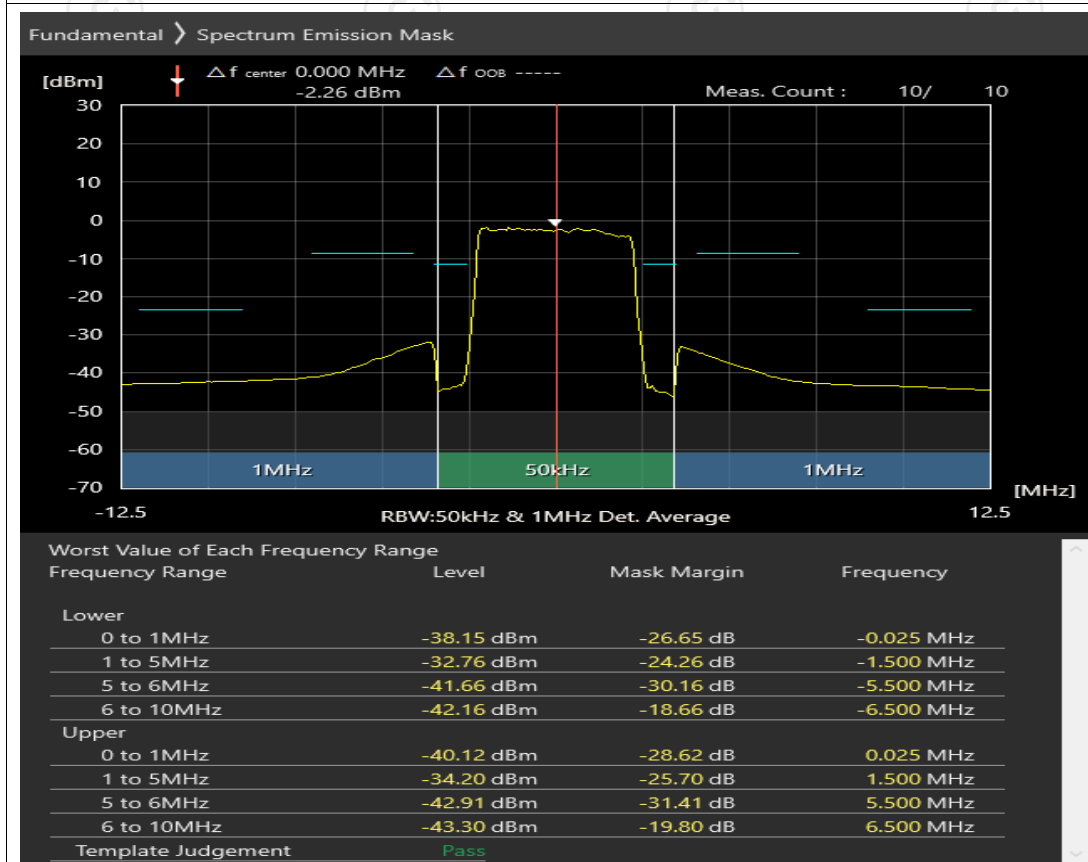 Fundamental ❯ Spectrum Emission Mask
[dBm] △f center 0.000 MHz △f OOB -----
-2.26 dBm Meas. Count : 10/ 10
30
20
10
0
-10
-20
-30
-40
-50
-60
1MHz 50kHz 1MHz
-70
[MHz]
-12.5 RBW:50kHz & 1MHz Det. Average 12.5
Worst Value of Each Frequency Range
Frequency Range Level Mask Margin Frequency
Lower
0 to 1MHz -38.15 dBm -26.65 dB -0.025 MHz
1 to 5MHz -32.76 dBm -24.26 dB -1.500 MHz
5 to 6MHz -41.66 dBm -30.16 dB -5.500 MHz
6 to 10MHz -42.16 dBm -18.66 dB -6.500 MHz
Upper
0 to 1MHz -40.12 dBm -28.62 dB 0.025 MHz
1 to 5MHz -34.20 dBm -25.70 dB 1.500 MHz
5 to 6MHz -42.91 dBm -31.41 dB 5.500 MHz
6 to 10MHz -43.30 dBm -19.80 dB 6.500 MHz
Template Judgement Pass